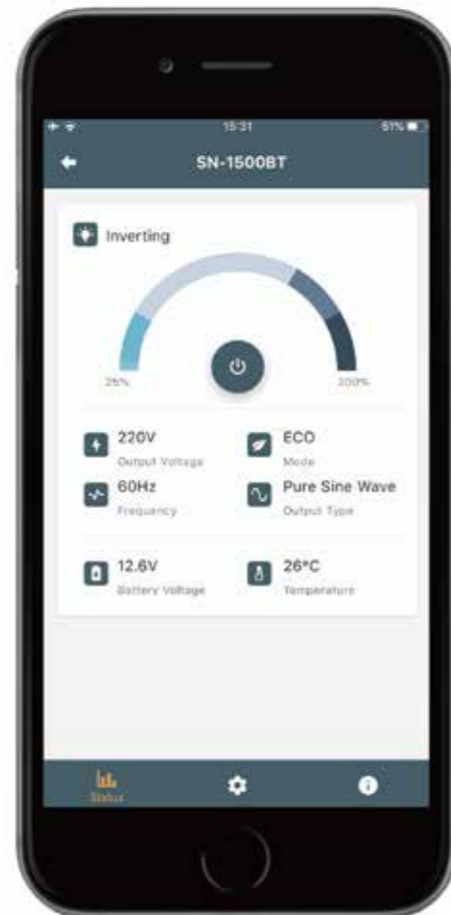 15:31 51%
SN-1500BT
Inverting
25% 200%
220V ECO
Output Voltage Mode
60Hz Pure Sine Wave
Frequency Output Type
12.6V 26°C
Battery Voltage Temperature
Status